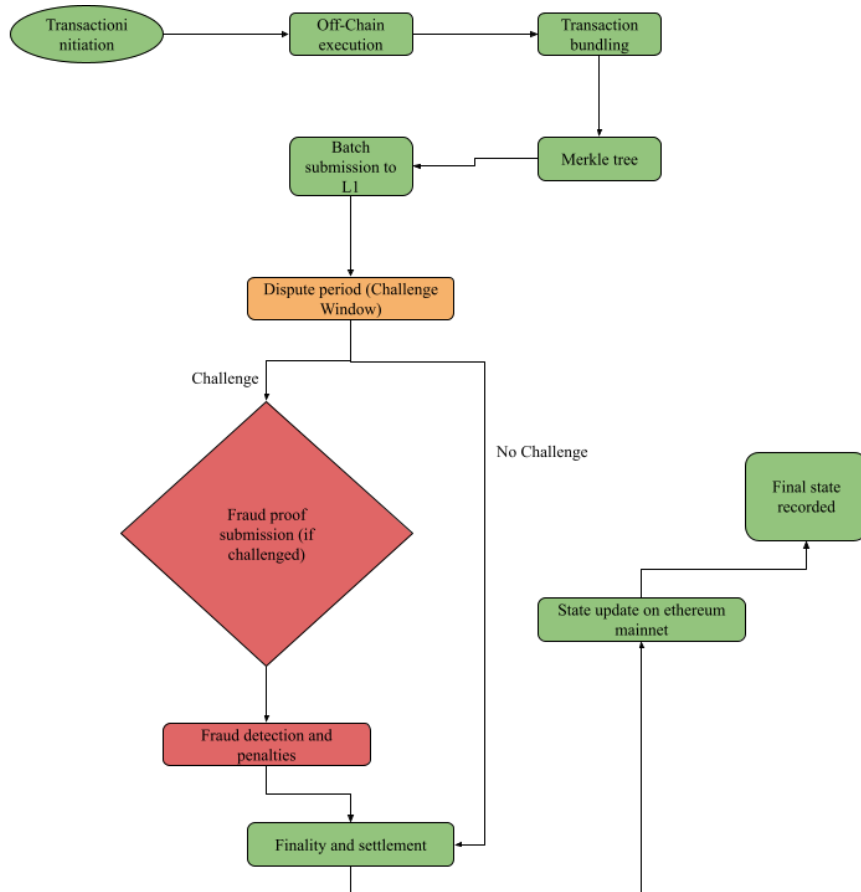 Transactioni
nitiation
Off-Chain
execution
Transaction
bundling
Merkle tree
Batch
submission to
L1
Dispute period (Challenge
Window)
Challenge
No Challenge
Fraud proof
submission (if
challenged)
Final state
recorded
State update on ethereum
mainnet
Fraud detection and
penalties
Finality and settlement